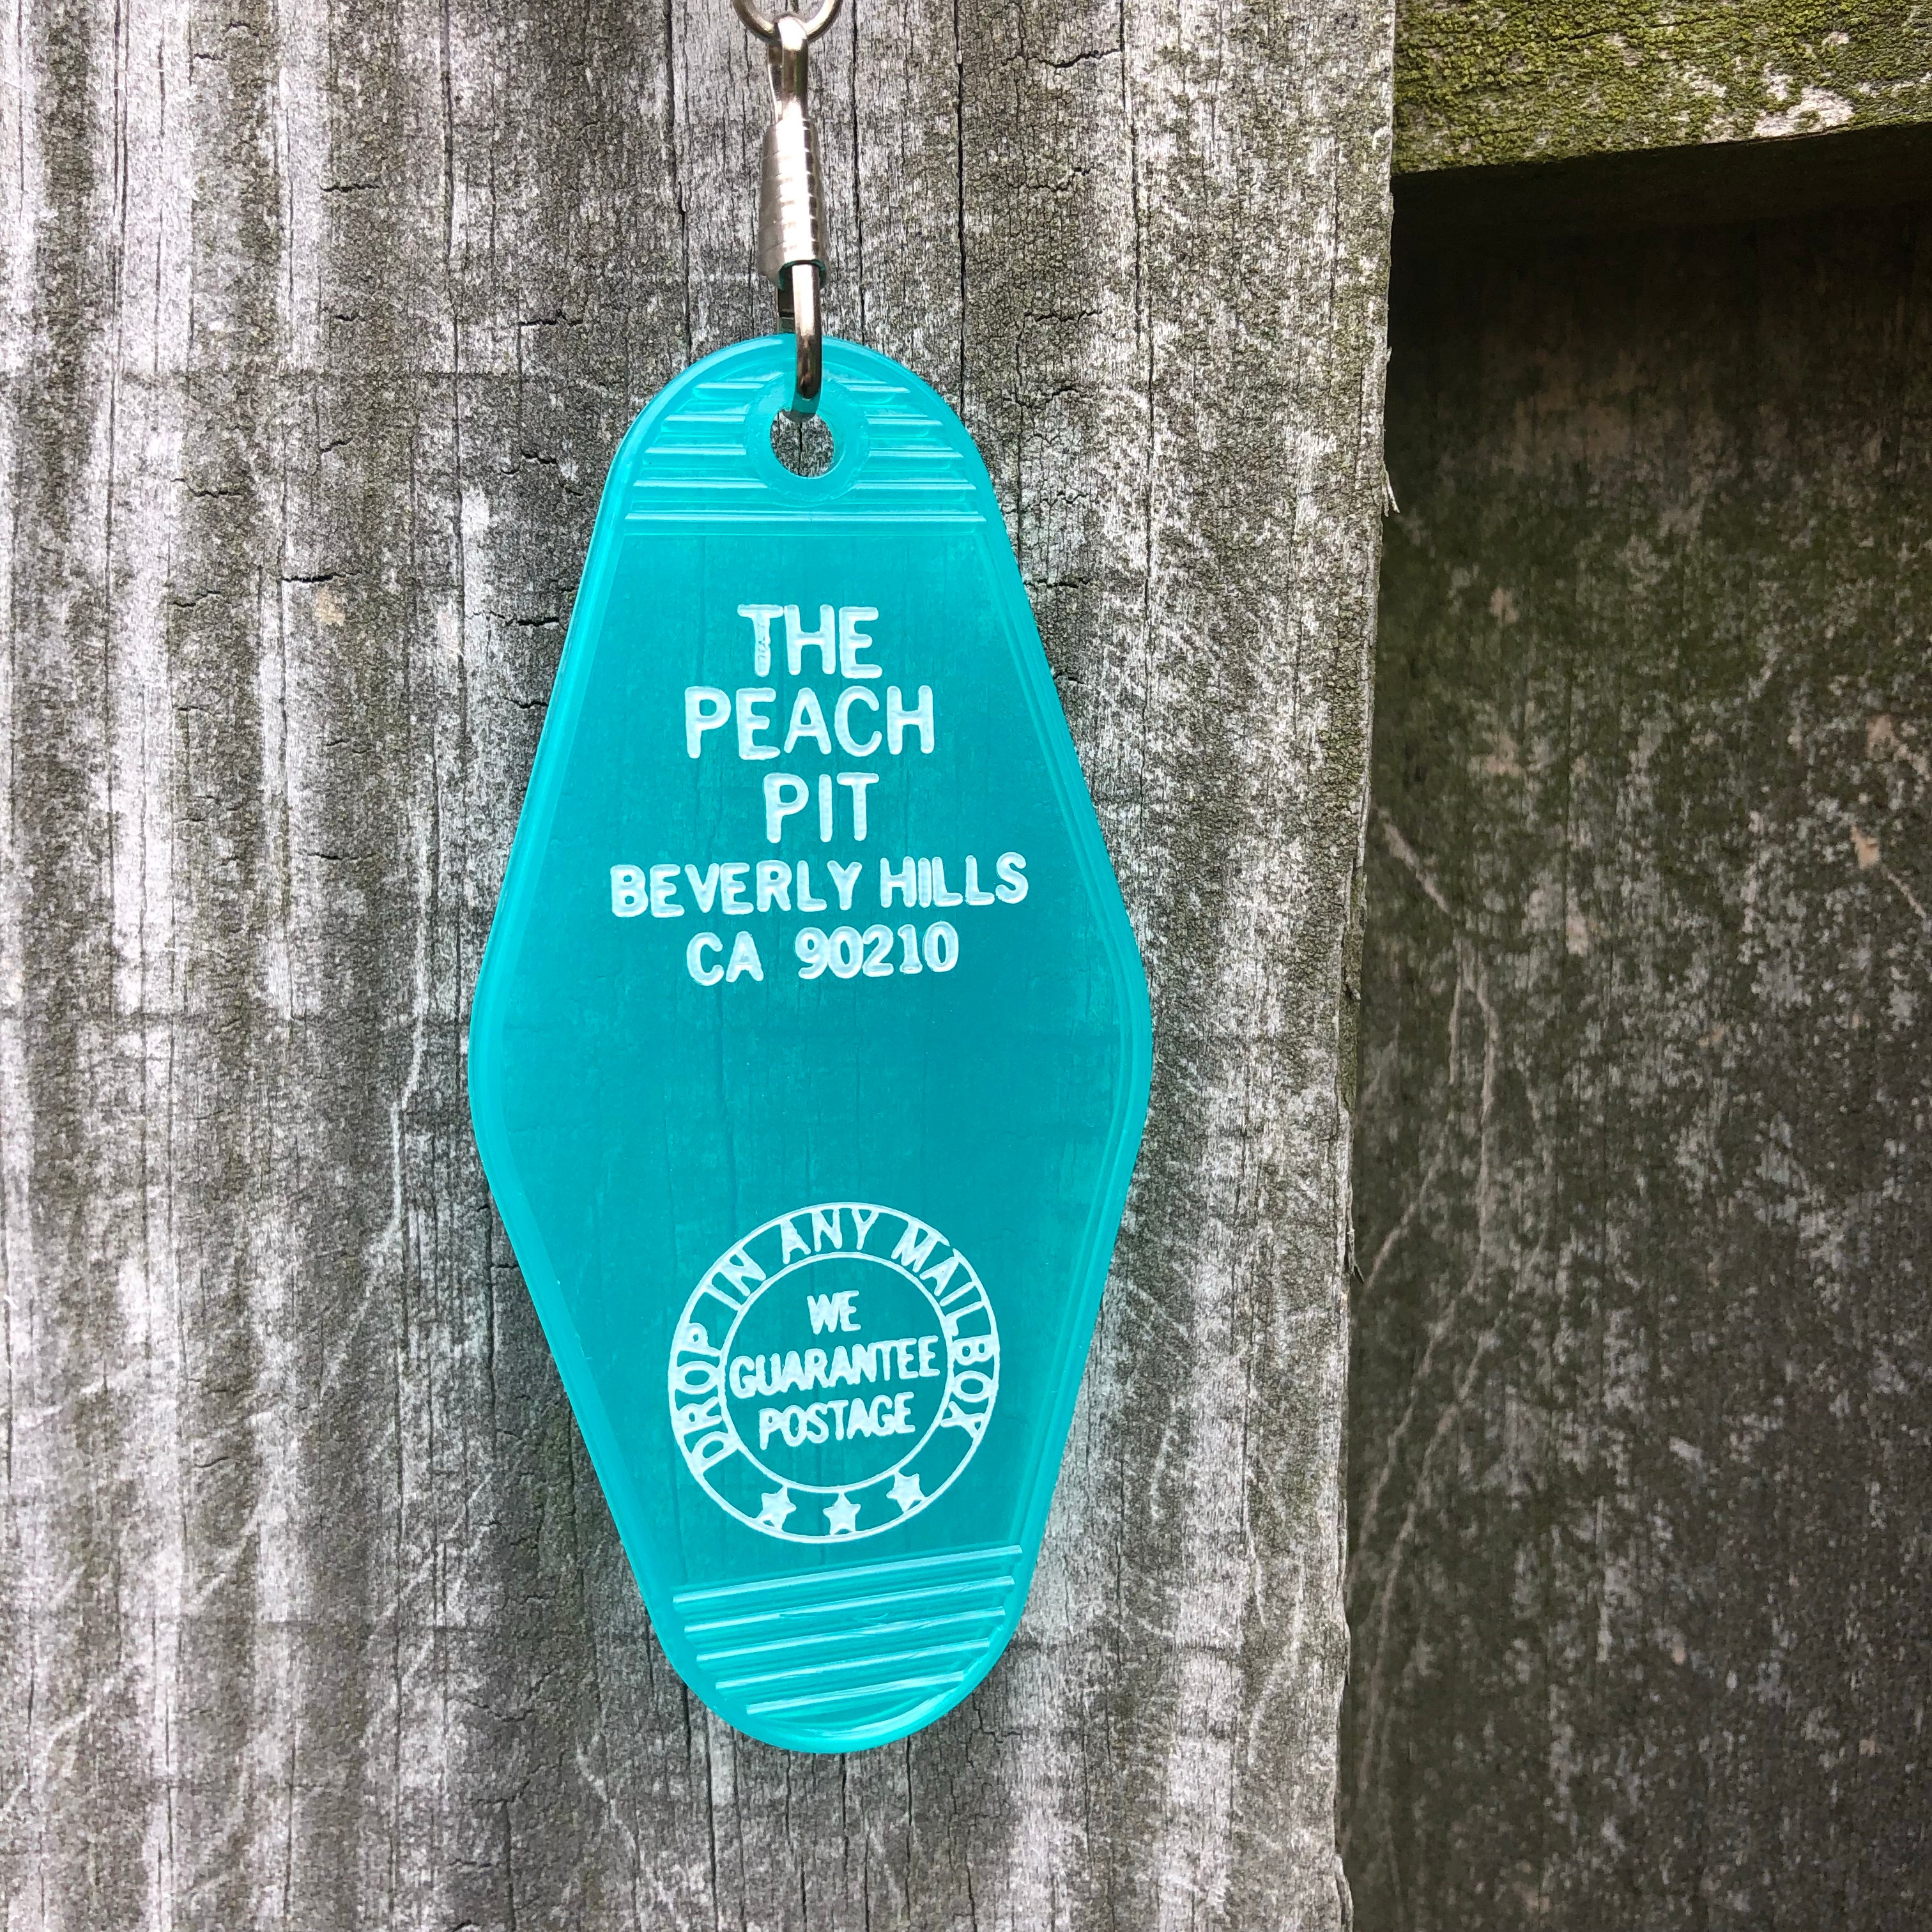 THE
PEACH
PIT
BEVERLY HILLS
CA 90210
DROP IN ANY MAILBOX
WE
GUARANTEE
POSTAGE